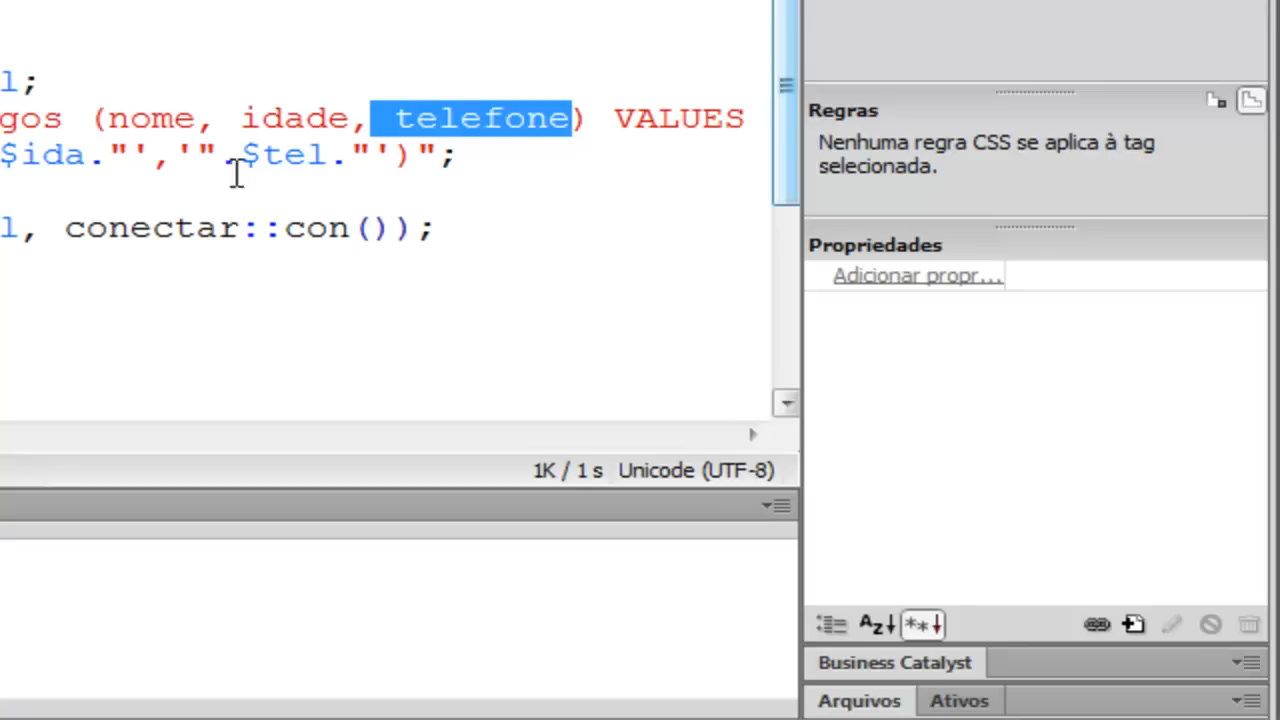 l;
gos (nome, idade, telefone) VALUES
$ida."','".$tel."')";
l, conectar::con());
1K / 1 s Unicode (UTF-8)
Regras
Nenhuma regra CSS se aplica à tag
selecionada.
Propriedades
Adicionar propr...
Az
**
Business Catalyst
Arquivos Ativos